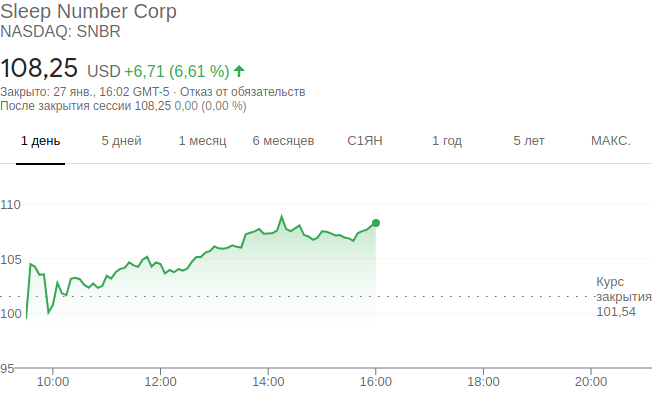 Sleep Number Corp
NASDAQ: SNBR
108,25 USD +6,71 (6,61 %) ↑
Закрыто: 27 янв., 16:02 GMT-5 · Отказ от обязательств
После закрытия сессии 108,25 0,00 (0,00 %)
1 день 5 дней 1 месяц 6 месяцев С1ЯН 1 год 5 лет МАКС.
110
105
Курс
закрытия
101,54
100
95
10:00 12:00 14:00 16:00 18:00 20:00